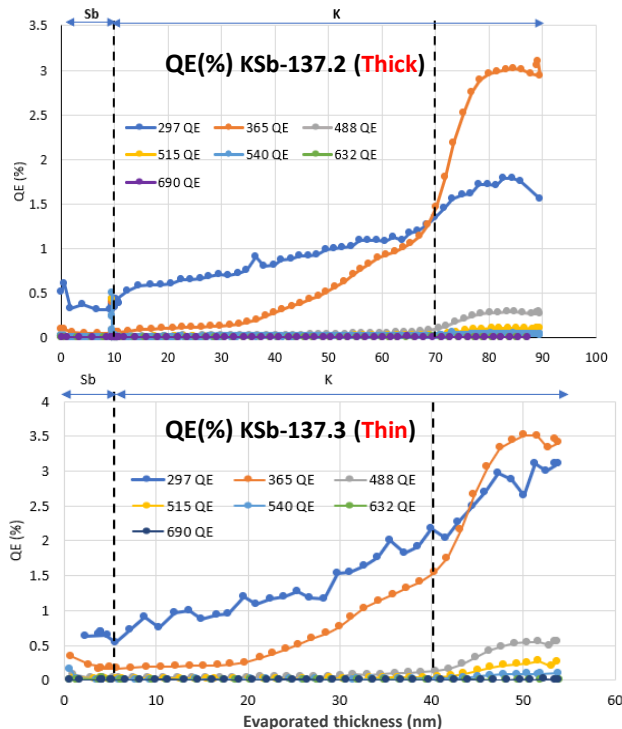 Sb K
QE(%) KSb-137.2 (Thick)
3.5
3
2.5
2
1.5
1
0.5
0
QE (%)
297 QE 365 QE 488 QE
515 QE 540 QE 632 QE
690 QE
0 10 20 30 40 50 60 70 80 90 100
Sb K
QE(%) KSb-137.3 (Thin)
4
3.5
3
2.5
2
1.5
1
0.5
0
QE (%)
297 QE 365 QE 488 QE
515 QE 540 QE 632 QE
690 QE
0 10 20 30 40 50 60
Evaporated thickness (nm)